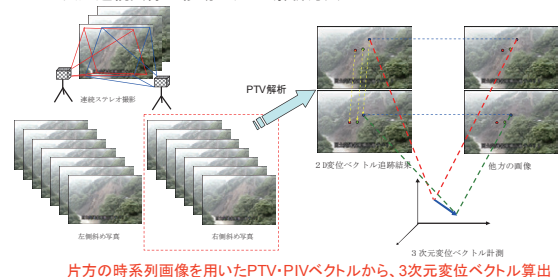 連続ステレオ撮影
PTV解析
2D変位ベクトル追跡結果
他方の画像
左側斜め写真
右側斜め写真
3次元変位ベクトル計測
片方の時系列画像を用いたPTV・PIVベクトルから、3次元変位ベクトル算出